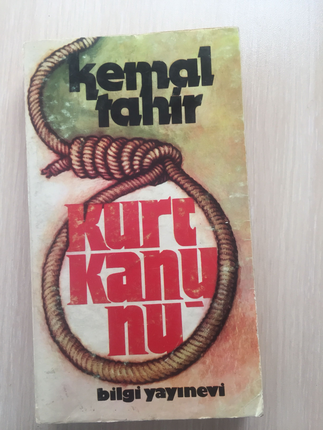 kemal
tahir
kurt
kanu
nu
bilgi yayınevi